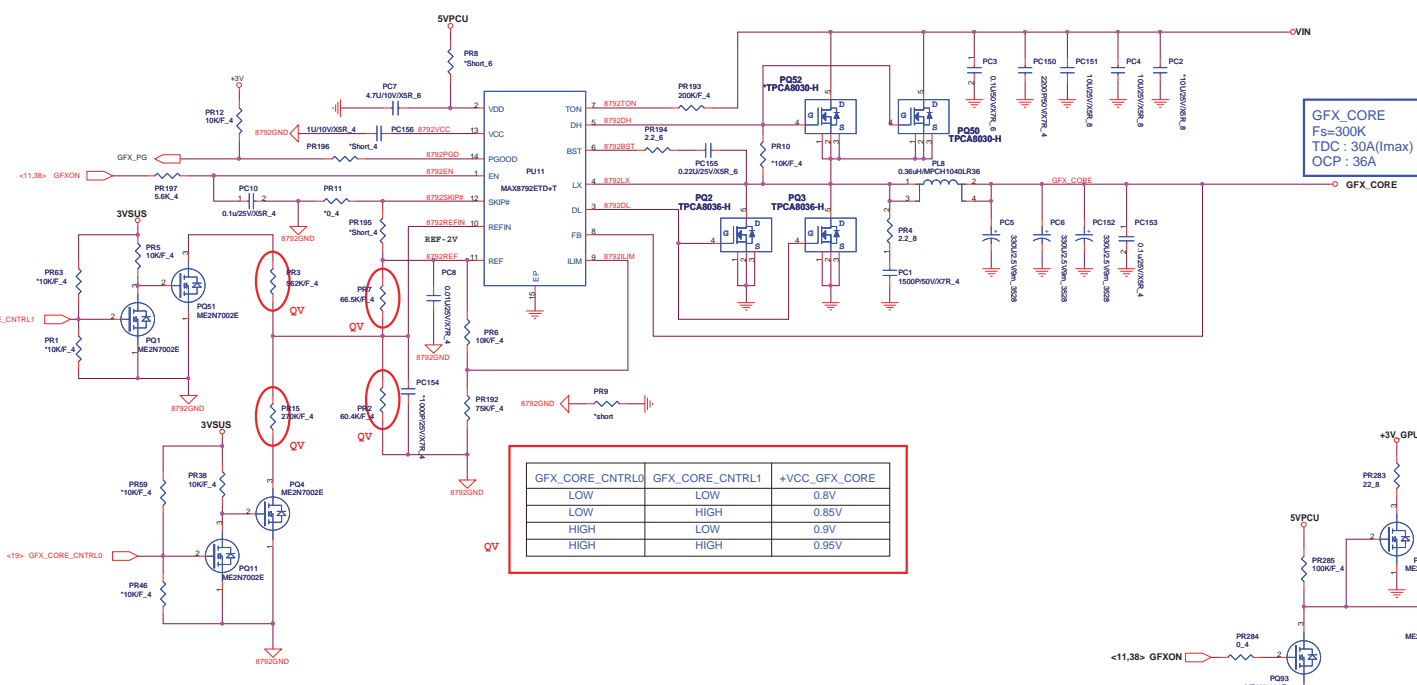 5VPCU
PR8
*Short_6
+3V
PC7
4.7U/10V/X5R_6
PR12
10K/F_4
8792GND
1U/10V/X5R_4
PC156
8792VCC
*Short_4
PR196
GFX_PG
8792PGD
<11,38> GFXON
8792EN
PR197
5.6K_4
PC10
0.1u/25V/X5R_4
PR11
*0_4
8792SKIP#
8792GND
PR195
*Short_4
8792REFIN
REF-2V
8792REF
2
VDD
13
VCC
14
PGOOD
1
EN
12
SKIP#
10
REFIN
11
REF
PU11
MAX8792ETD+T
TON
7
DH
5
BST
6
LX
4
DL
3
FB
8
ILIM
9
EP
15
8792TON
8792DH
8792BST
8792LX
8792DL
8792ILIM
PR193
200K/F_4
PR194
2.2_6
PC155
0.22U/25V/X5R_6
PR10
*10K/F_4
PQ52
*TPCA8030-H
PQ50
TPCA8030-H
PQ2
TPCA8036-H
PQ3
TPCA8036-H
PL8
0.36uH/MPCH1040LR36
GFX_CORE
GFX_CORE
VIN
PC3
0.1U/50V/X7R_6
PC150
2200P/50V/X7R_4
PC151
10U/25V/X5R_8
PC4
10U/25V/X5R_8
PC2
*10U/25V/X5R_8
GFX_CORE
Fs=300K
TDC : 30A(Imax)
OCP : 36A
PR4
2.2_8
PC1
1500P/50V/X7R_4
PC5
330U/2.5V/9m_3528
PC6
330U/2.5V/9m_3528
PC152
330U/2.5V/9m_3528
PC153
0.1u/25V/X5R_4
3VSUS
PR63
*10K/F_4
PR5
10K/F_4
PQ51
ME2N7002E
E_CNTRL1
PQ1
ME2N7002E
PR1
*10K/F_4
8792GND
PR3
562K/F_4
QV
PR7
66.5K/F_4
QV
PC8
0.01U/25V/X7R_4
8792GND
PR6
10K/F_4
PR15
270K/F_4
QV
PR2
60.4K/F_4
QV
PC154
*1000P/25V/X7R_4
PR192
75K/F_4
8792GND
8792GND
PR9
*short
3VSUS
PR59
*10K/F_4
PR38
10K/F_4
PQ4
ME2N7002E
<19> GFX_CORE_CNTRL0
PQ11
ME2N7002E
PR46
*10K/F_4
8792GND
QV
GFX_CORE_CNTRL0 GFX_CORE_CNTRL1 +VCC_GFX_CORE
LOW LOW 0.8V
LOW HIGH 0.85V
HIGH LOW 0.9V
HIGH HIGH 0.95V
+3V_GPU
PR283
22_8
5VPCU
PR285
100K/F_4
<11,38> GFXON
PR284
0_4
PQ93